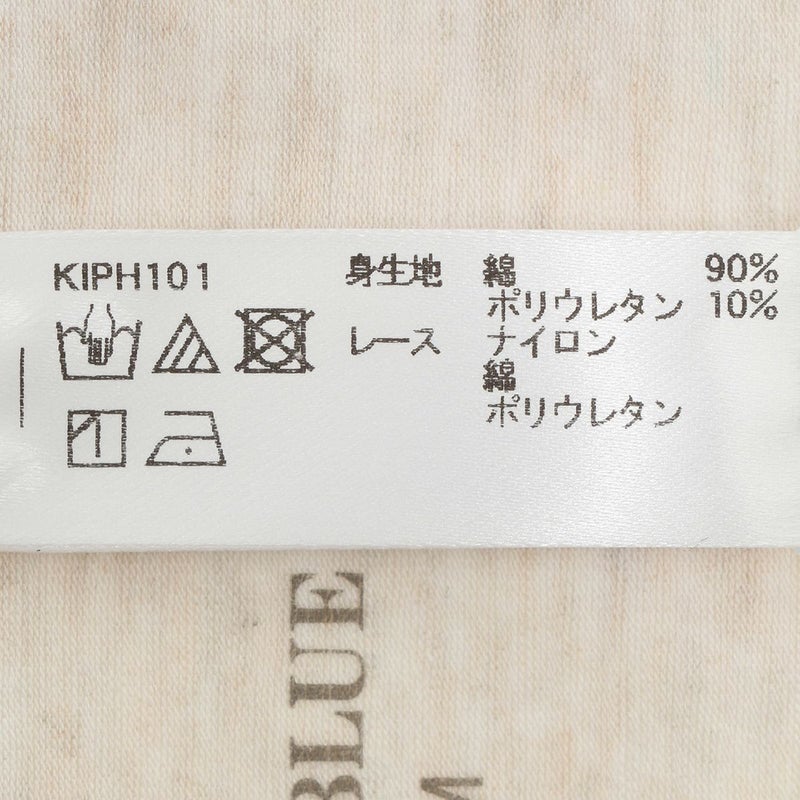 KIPH101
身生地 綿 90%
ポリウレタン 10%
レース ナイロン
綿
ポリウレタン
BLUE
M